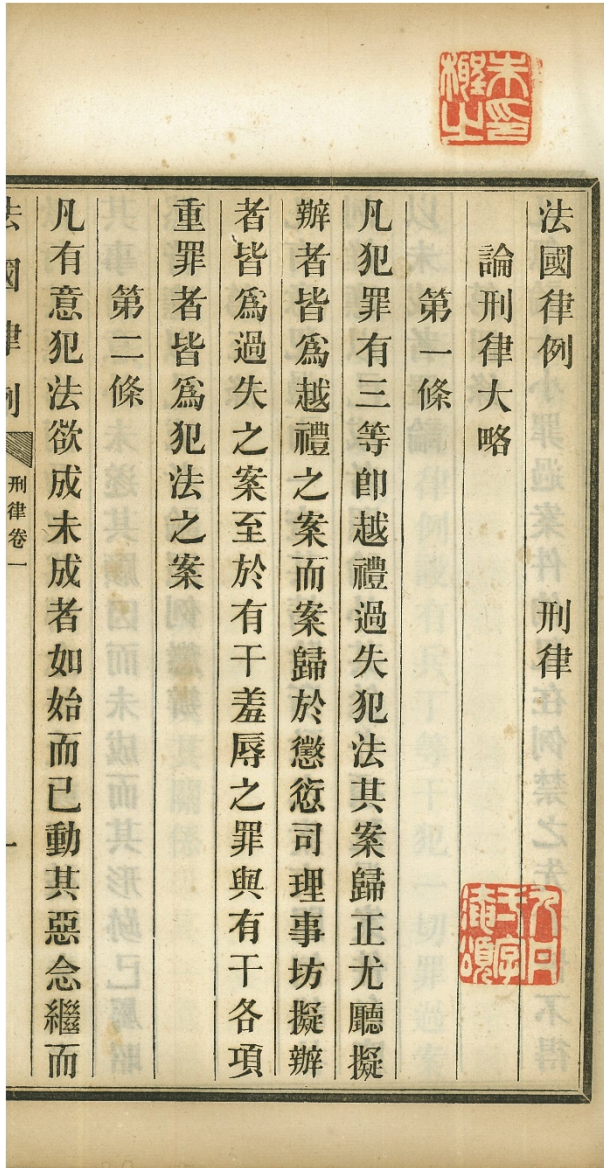 法國律例 刑律
論刑律大略
第一條
凡犯罪有三等卽越禮過失犯法其案歸正尤廳擬
辦者皆爲越禮之案而案歸於懲愆司理事坊擬辦
者皆爲過失之案至於有干羞辱之罪與有干各項
重罪者皆爲犯法之案
第二條
凡有意犯法欲成未成者如始而已動其惡念繼而
法國律例 刑律卷一 一